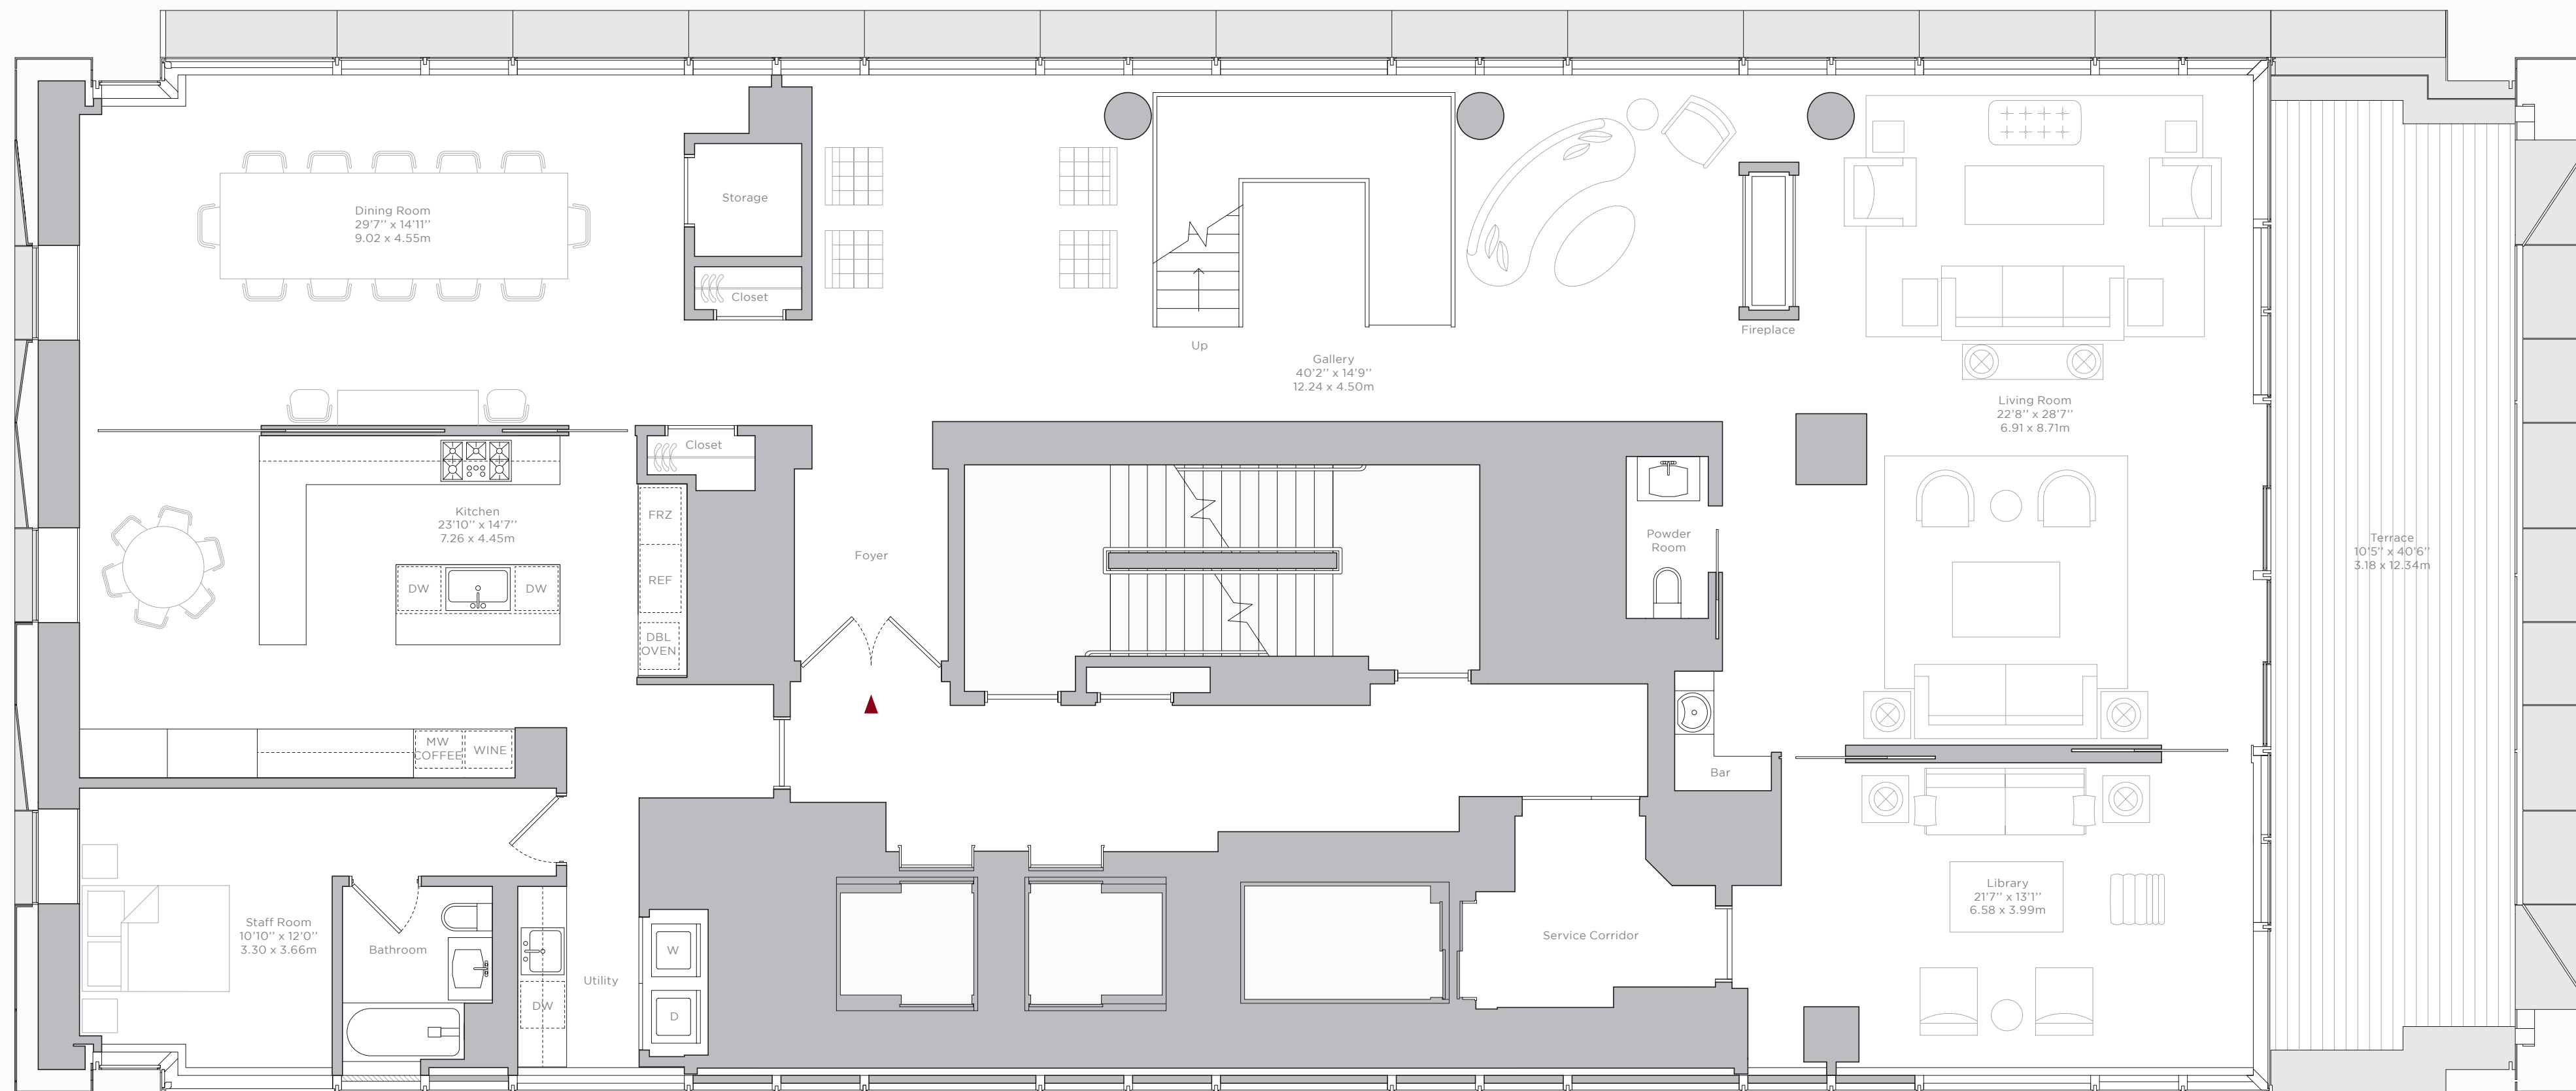 Dining Room
29'7'' x 14'11''
9.02 x 4.55m
Storage
Closet
Up
Gallery
40'2'' x 14'9''
12.24 x 4.50m
Fireplace
Living Room
22'8'' x 28'7''
6.91 x 8.71m
Closet
Kitchen
23'10'' x 14'7''
7.26 x 4.45m
FRZ
REF
DBL
OVEN
DW
DW
Foyer
Powder
Room
Terrace
10'5'' x 40'6''
3.18 x 12.34m
MW
COFFEE
WINE
Bar
Staff Room
10'10'' x 12'0''
3.30 x 3.66m
Bathroom
Utility
DW
W
D
Service Corridor
Library
21'7'' x 13'1''
6.58 x 3.99m